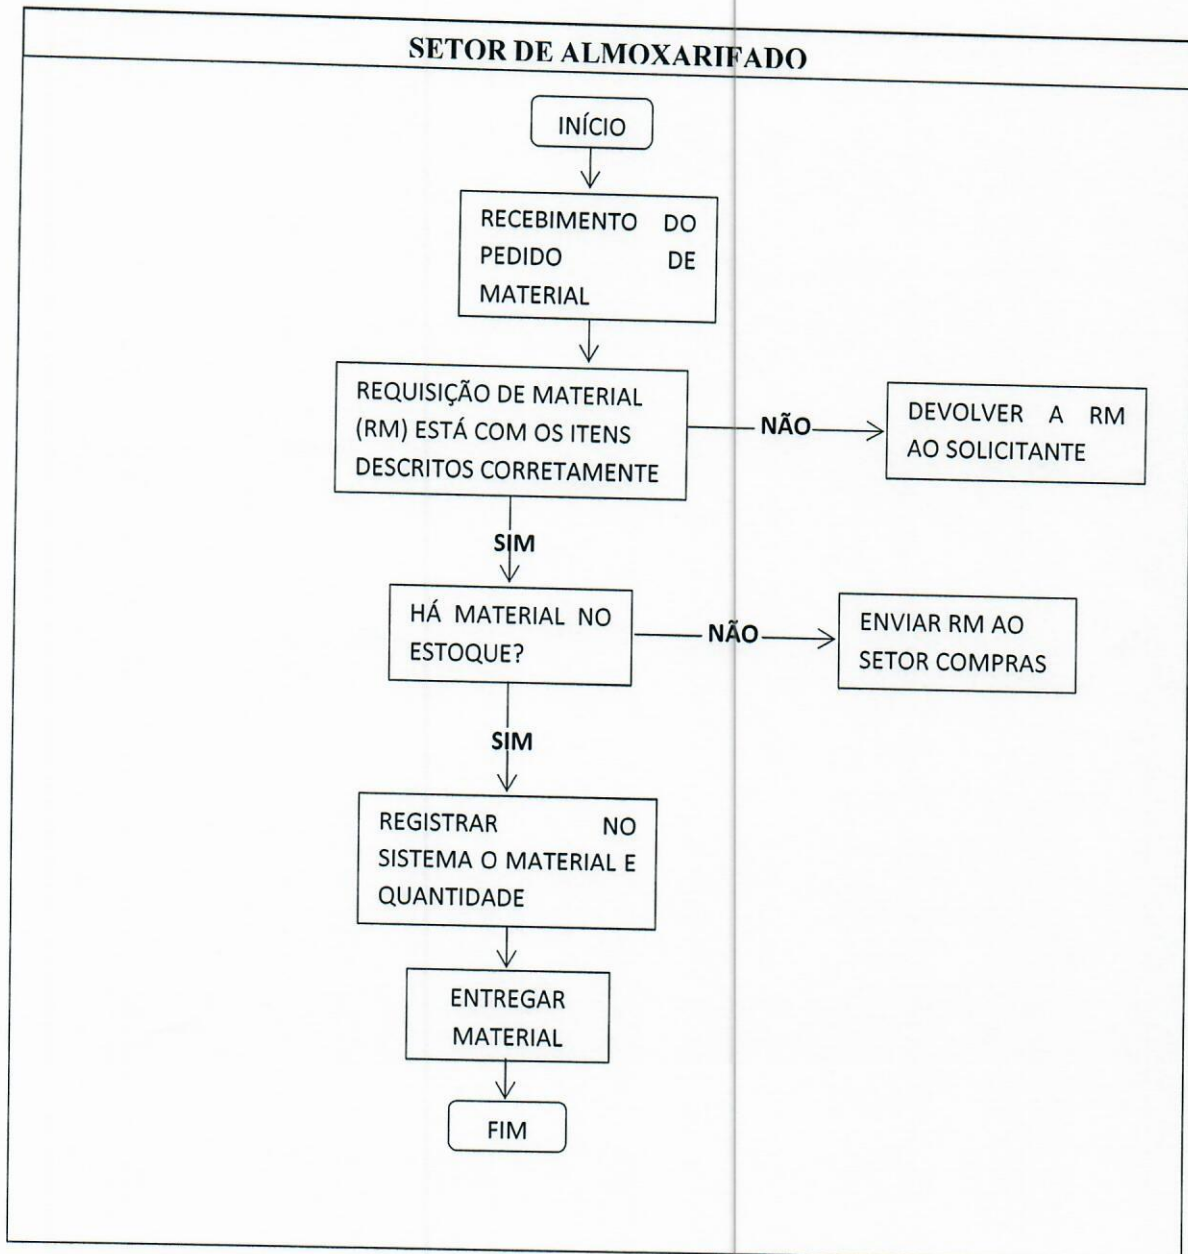 SETOR DE ALMOXARIFADO
INÍCIO
RECEBIMENTO DO
PEDIDO DE
MATERIAL
REQUISIÇÃO DE MATERIAL
(RM) ESTÁ COM OS ITENS
DESCRITOS CORRETAMENTE
NÃO
DEVOLVER A RM
AO SOLICITANTE
SIM
HÁ MATERIAL NO
ESTOQUE?
NÃO
ENVIAR RM AO
SETOR COMPRAS
SIM
REGISTRAR NO
SISTEMA O MATERIAL E
QUANTIDADE
ENTREGAR
MATERIAL
FIM